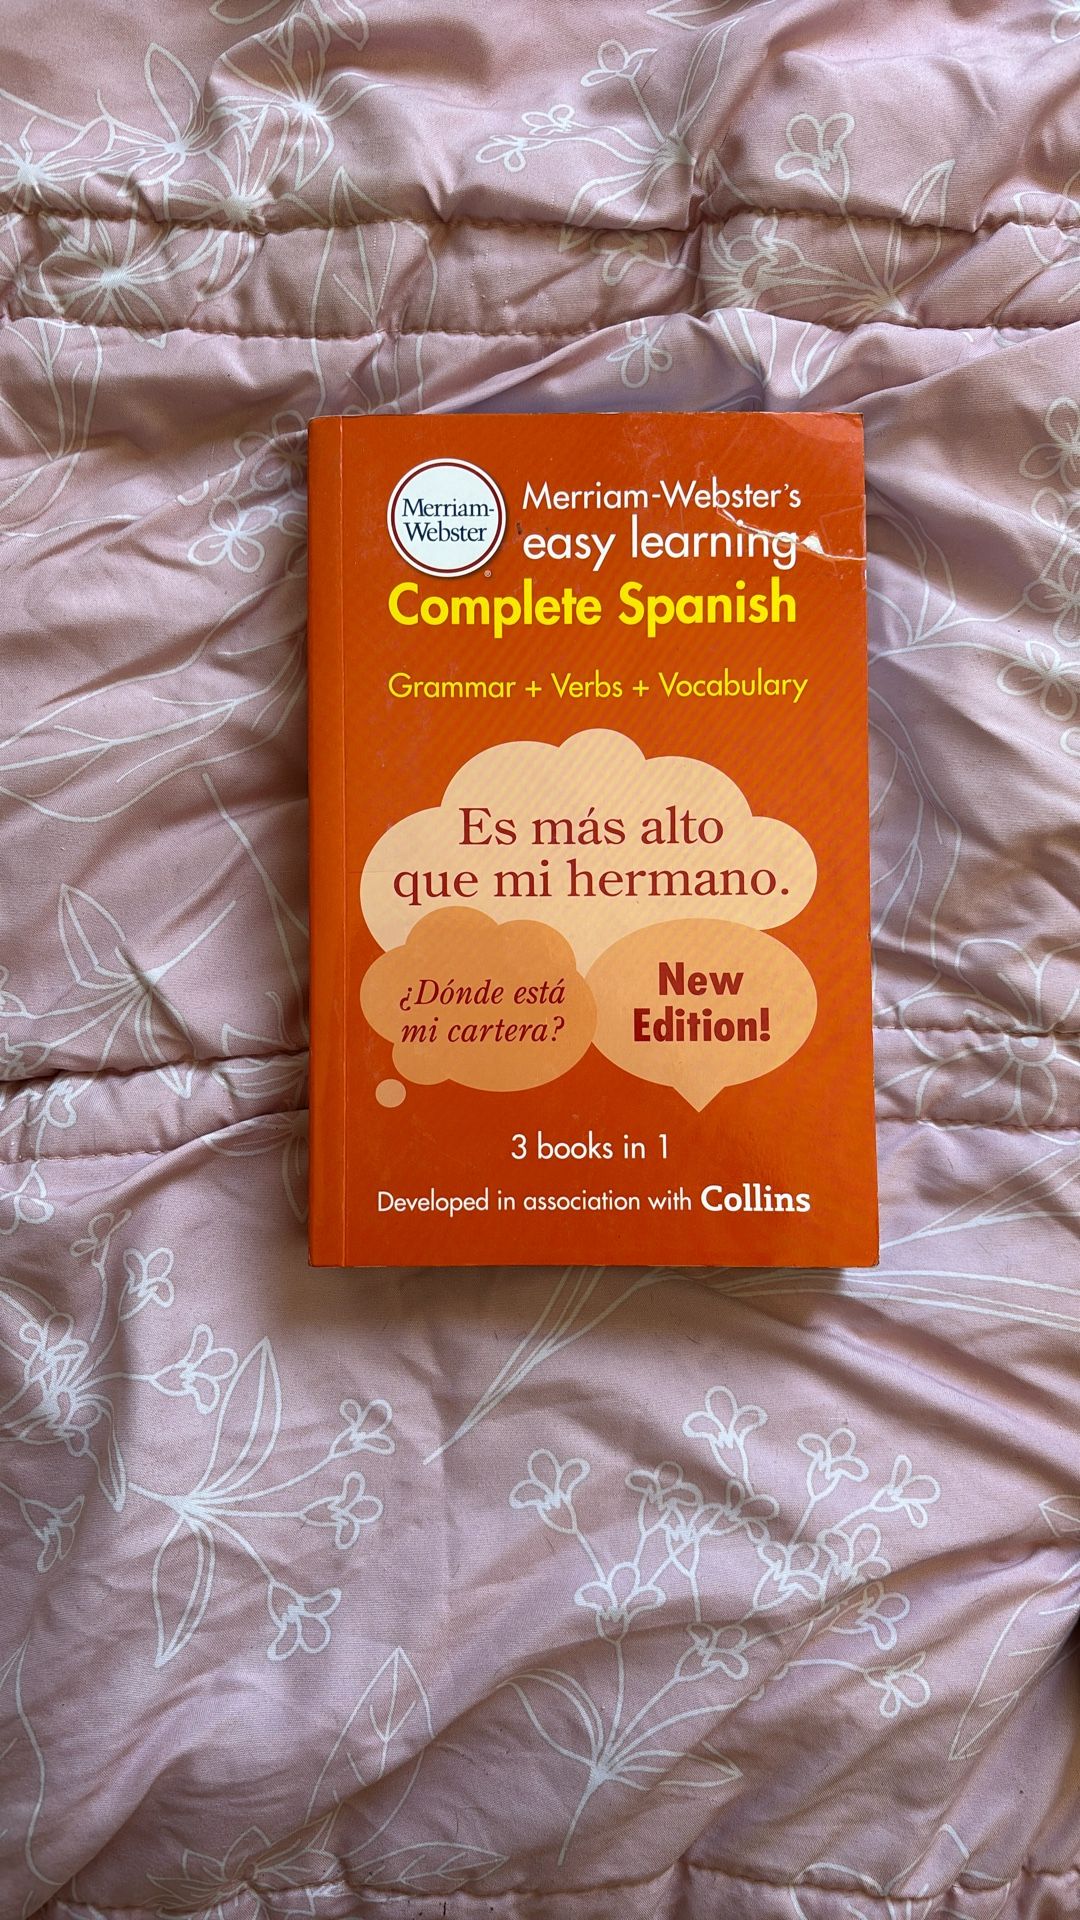 Merriam-
Webster
®
Merriam-Webster's
easy learning
Complete Spanish
Grammar + Verbs + Vocabulary
Es más alto
que mi hermano.
¿Dónde está
mi cartera?
New
Edition!
3 books in 1
Developed in association with Collins